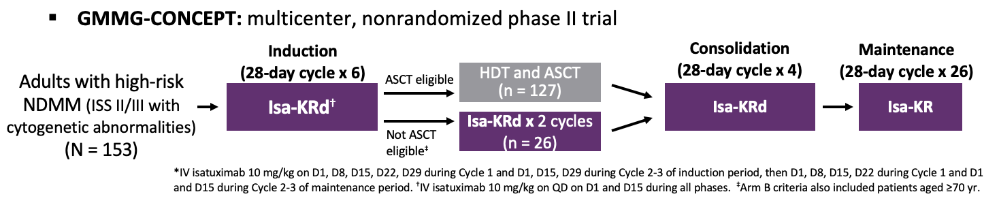 ▪ GMMG-CONCEPT: multicenter, nonrandomized phase II trial
Adults with high-risk
NDMM (ISS II/III with
cytogenetic abnormalities)
(N = 153)
Induction
(28-day cycle x 6)
Isa-KRd†
ASCT eligible
Not ASCT
eligible‡
HDT and ASCT
(n = 127)
Isa-KRd x 2 cycles
(n = 26)
Consolidation
(28-day cycle x 4)
Isa-KRd
Maintenance
(28-day cycle x 26)
Isa-KR
*IV isatuximab 10 mg/kg on D1, D8, D15, D22, D29 during Cycle 1 and D1, D15, D29 during Cycle 2-3 of induction period, then D1, D8, D15, D22 during Cycle 1 and D1
and D15 during Cycle 2-3 of maintenance period. †IV isatuximab 10 mg/kg on QD on D1 and D15 during all phases. ‡Arm B criteria also included patients aged ≥70 yr.